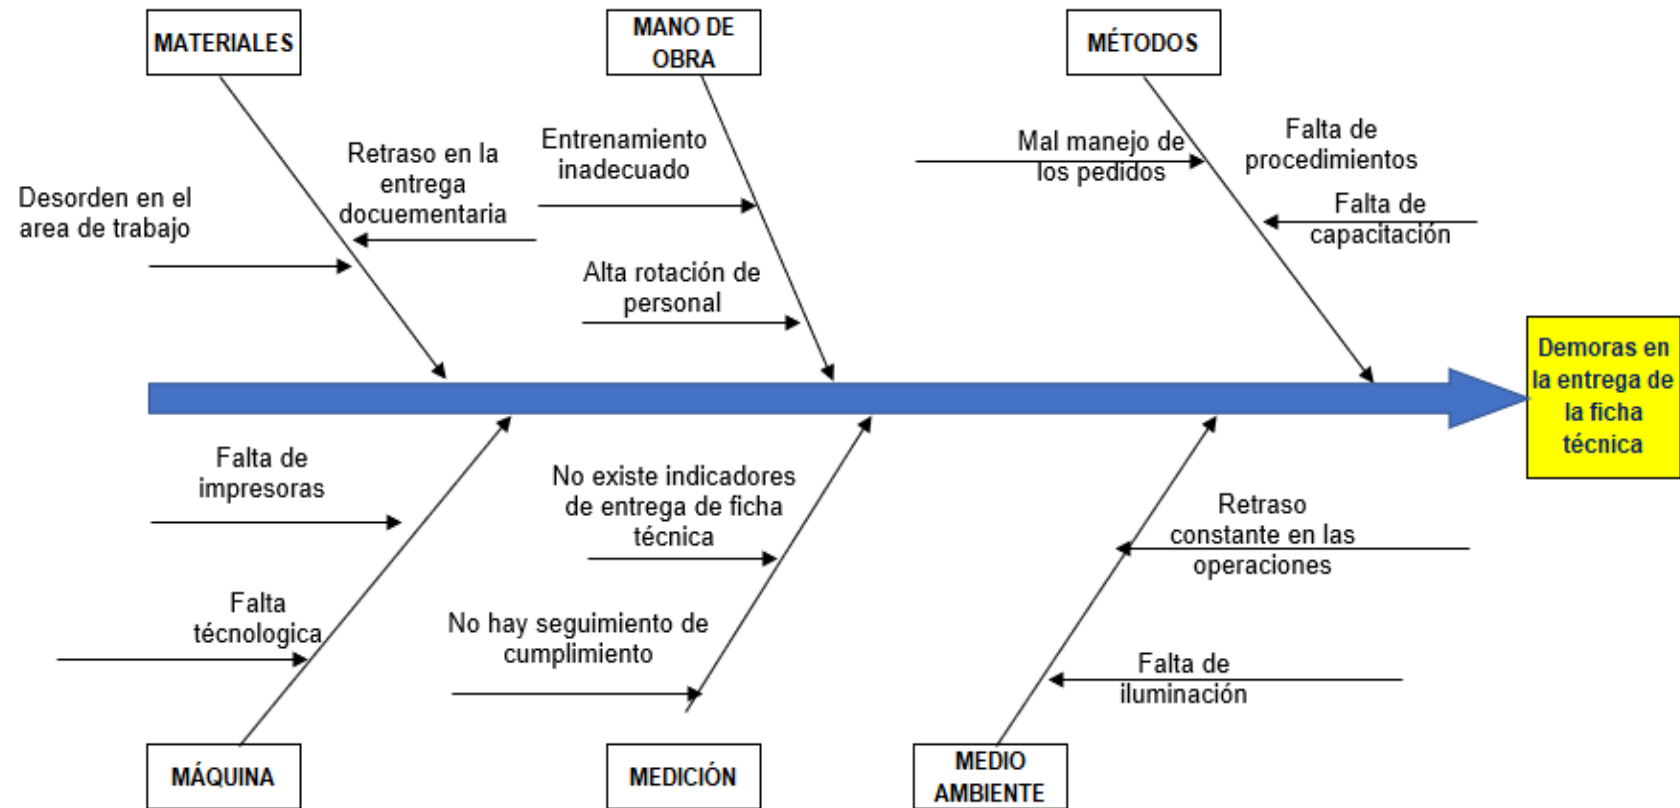 MATERIALES
MANO DE
OBRA
MÉTODOS
Desorden en el
area de trabajo
Retraso en la
entrega
docuementaria
Entrenamiento
inadecuado
Alta rotación de
personal
Mal manejo de
los pedidos
Falta de
procedimientos
Falta de
capacitación
Demoras en
la entrega de
la ficha
técnica
Falta de
impresoras
Falta
técnologica
No existe indicadores
de entrega de ficha
técnica
No hay seguimiento de
cumplimiento
Retraso
constante en las
operaciones
Falta de
iluminación
MÁQUINA
MEDICIÓN
MEDIO
AMBIENTE